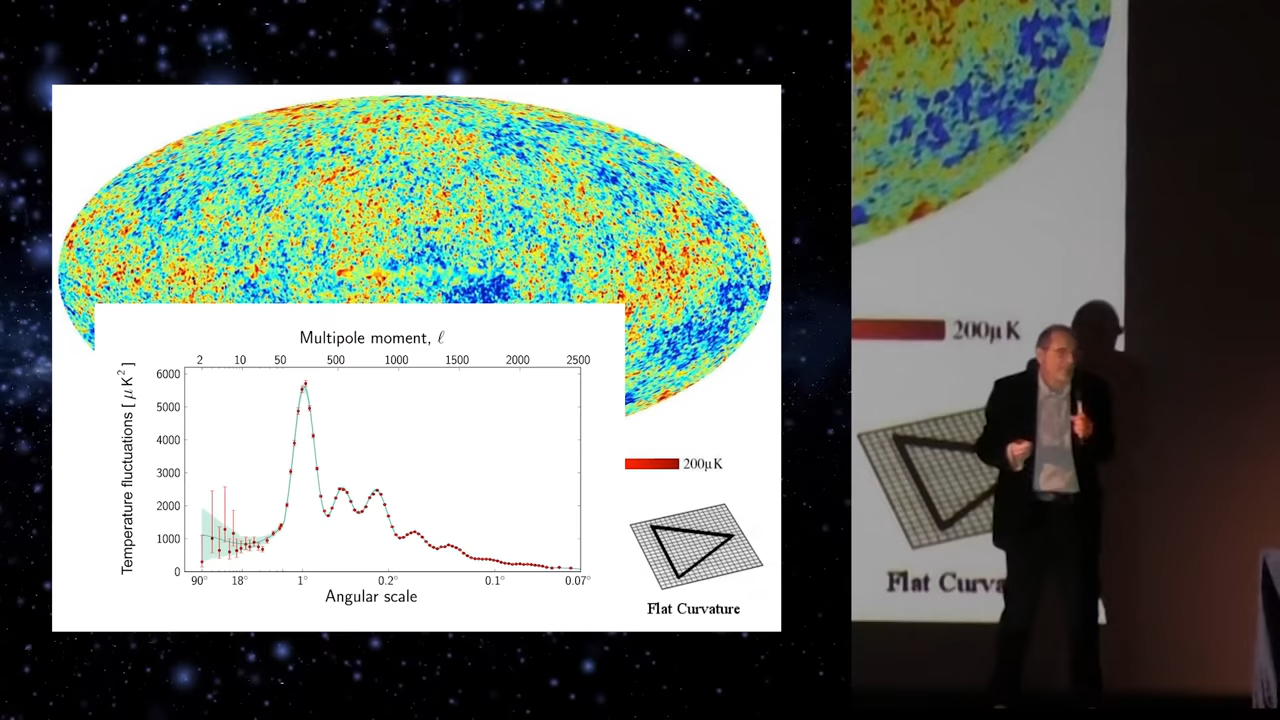 Multipole moment, ℓ
2 10 50 500 1000 1500 2000 2500
Temperature fluctuations [ μ K² ]
6000
5000
4000
3000
2000
1000
0
90° 18° 1° 0.2° 0.1° 0.07°
Angular scale
200μK
Flat Curvature
200μK
Flat Curva